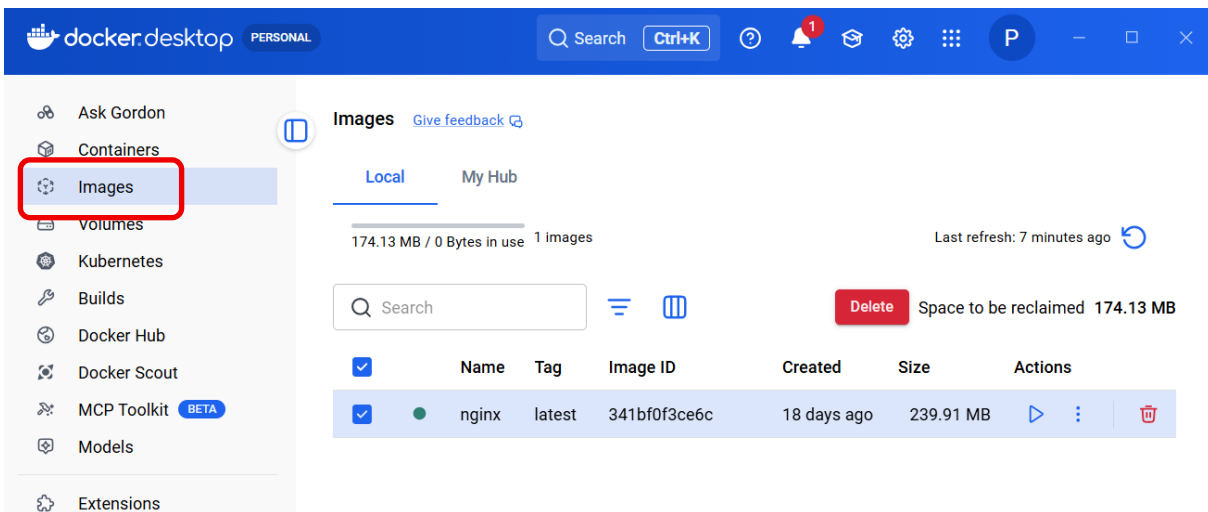 docker.desktop PERSONAL Search Ctrl+K 1 P
Ask Gordon
Containers
Images
Volumes
Kubernetes
Builds
Docker Hub
Docker Scout
MCP Toolkit BETA
Models
Extensions
Images Give feedback
Local My Hub
174.13 MB / 0 Bytes in use 1 images Last refresh: 7 minutes ago
Search Delete Space to be reclaimed 174.13 MB
Name Tag Image ID Created Size Actions
nginx latest 341bf0f3ce6c 18 days ago 239.91 MB